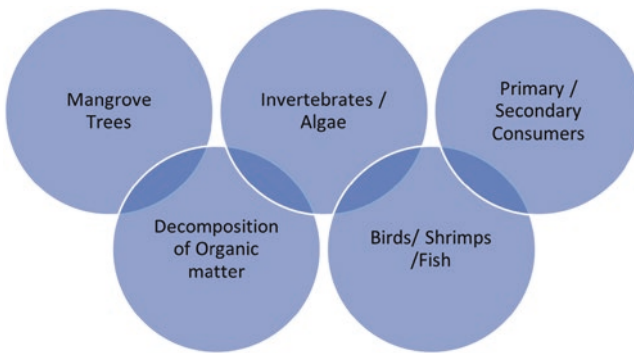 Mangrove
Trees
Invertebrates /
Algae
Primary /
Secondary
Consumers
Decomposition
of Organic
matter
Birds/ Shrimps
/Fish